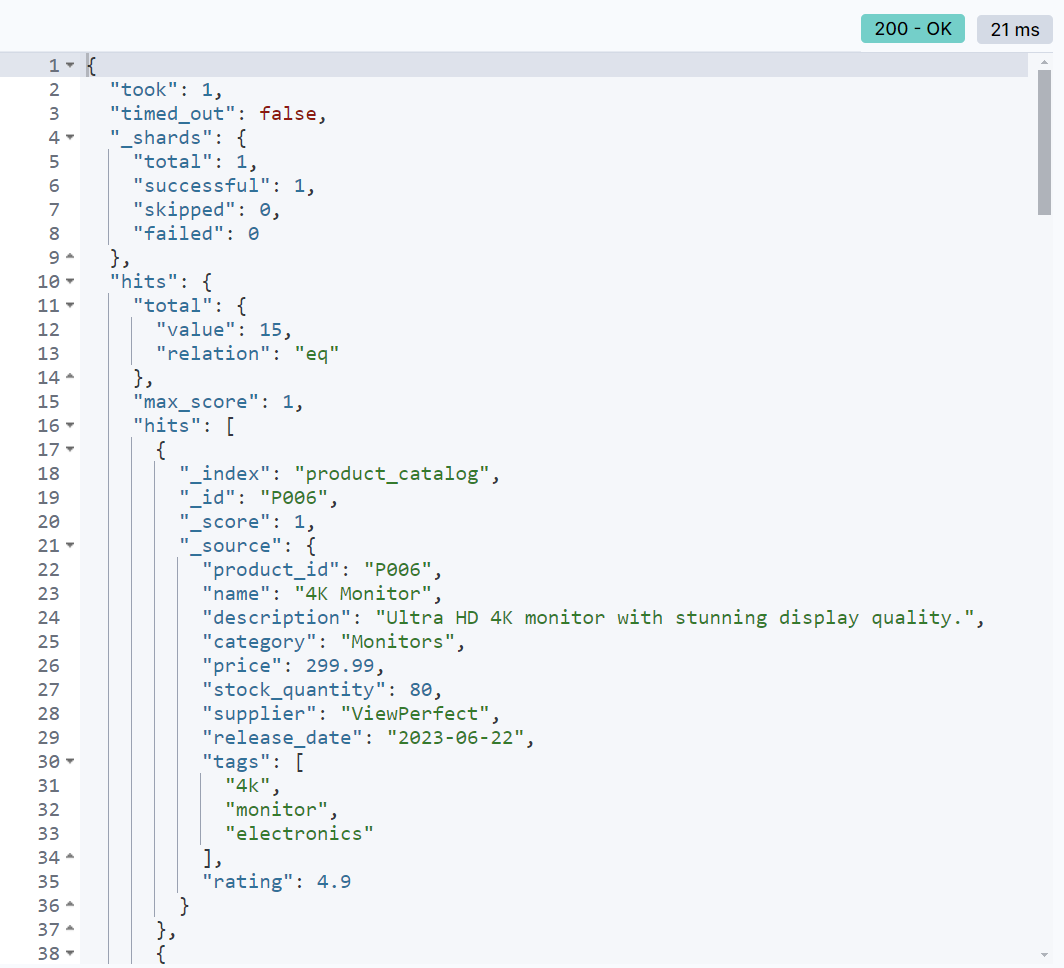 200 - OK 21 ms
1 {
2 "took": 1,
3 "timed_out": false,
4 "_shards": {
5 "total": 1,
6 "successful": 1,
7 "skipped": 0,
8 "failed": 0
9 },
10 "hits": {
11 "total": {
12 "value": 15,
13 "relation": "eq"
14 },
15 "max_score": 1,
16 "hits": [
17 {
18 "_index": "product_catalog",
19 "_id": "P006",
20 "_score": 1,
21 "_source": {
22 "product_id": "P006",
23 "name": "4K Monitor",
24 "description": "Ultra HD 4K monitor with stunning display quality.",
25 "category": "Monitors",
26 "price": 299.99,
27 "stock_quantity": 80,
28 "supplier": "ViewPerfect",
29 "release_date": "2023-06-22",
30 "tags": [
31 "4k",
32 "monitor",
33 "electronics"
34 ],
35 "rating": 4.9
36 }
37 },
38 {